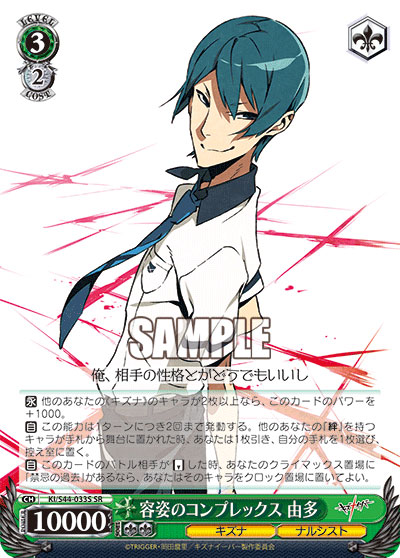 LEVEL
3
2
COST
SAMPLE
俺、相手の性格とかどうでもいいし
永 他のあなたの《キズナ》のキャラが2枚以上なら、このカードのパワーを
+1000。
自 この能力は1ターンにつき2回まで発動する。他のあなたの「絆」を持つ
キャラが手札から舞台に置かれた時、あなたは1枚引き、自分の手札を1枚選び、
控え室に置く。
自 このカードのバトル相手が した時、あなたのクライマックス置場に
「禁忌の過去」があるなら、あなたはそのキャラをクロック置場に置いてよい。
CH KI/S44-033S SR
10000
容姿のコンプレックス 由多
キズナイーバー
キズナ
ナルシスト
©TRIGGER・岡田麿里/「キズナイーバー」製作委員会